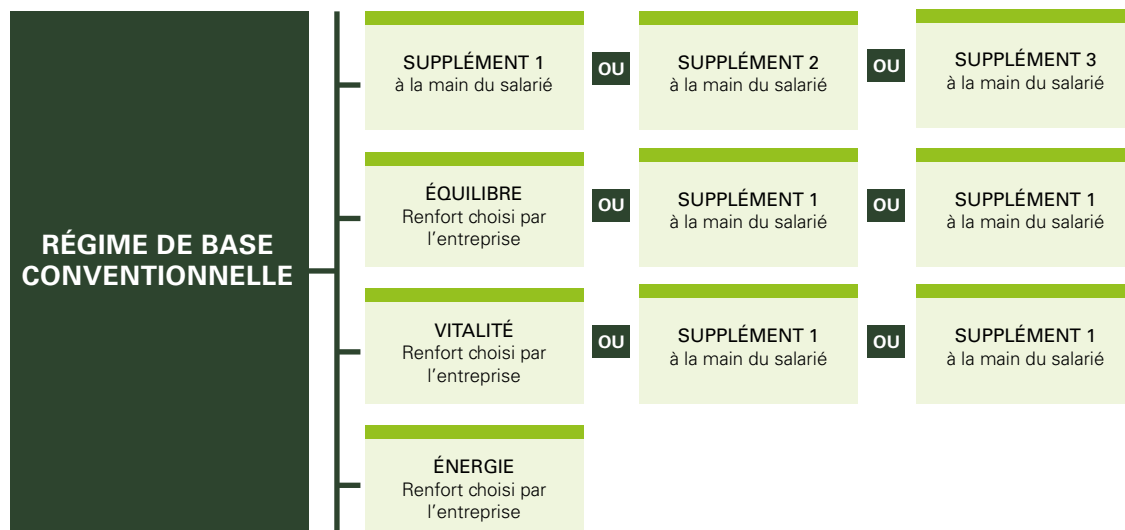 RÉGIME DE BASE
CONVENTIONNELLE
SUPPLÉMENT 1
à la main du salarié
OU
SUPPLÉMENT 2
à la main du salarié
OU
SUPPLÉMENT 3
à la main du salarié
ÉQUILIBRE
Renfort choisi par
l'entreprise
OU
SUPPLÉMENT 1
à la main du salarié
OU
SUPPLÉMENT 1
à la main du salarié
VITALITÉ
Renfort choisi par
l'entreprise
OU
SUPPLÉMENT 1
à la main du salarié
OU
SUPPLÉMENT 1
à la main du salarié
ÉNERGIE
Renfort choisi par
l'entreprise